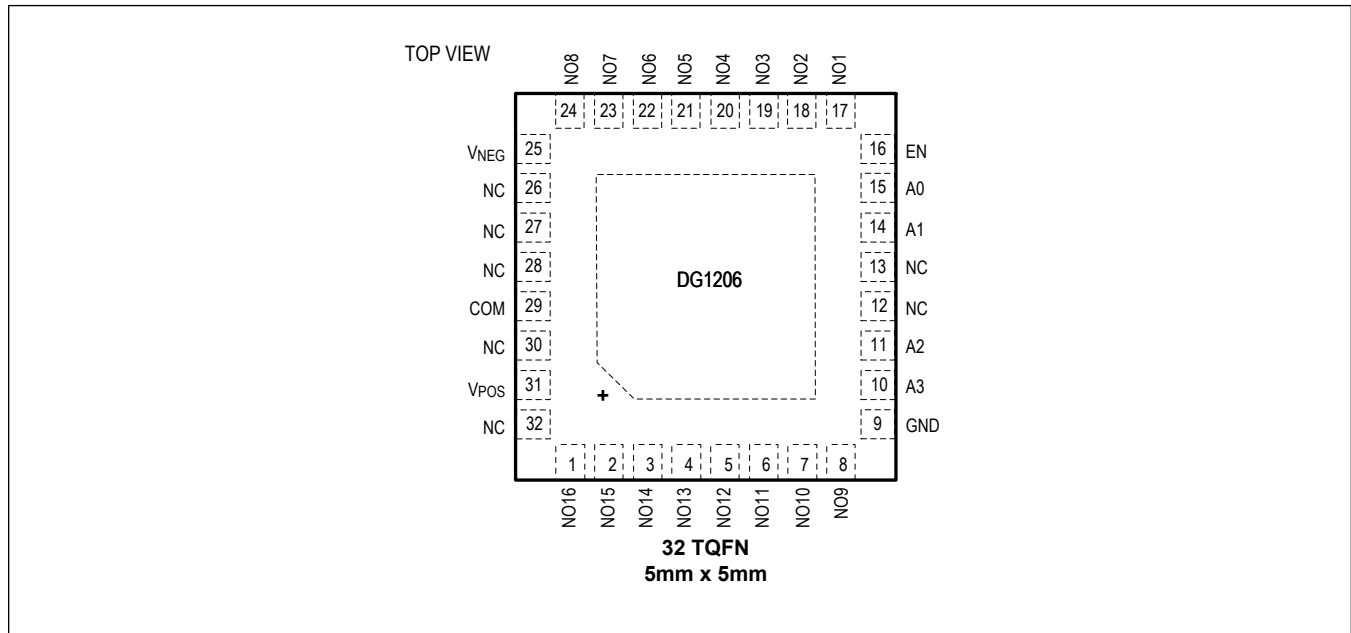 TOP VIEW
NO8 NO7 NO6 NO5 NO4 NO3 NO2 NO1
24 23 22 21 20 19 18 17
VNEG 25 16 EN
NC 26 15 A0
NC 27 14 A1
NC 28 13 NC
DG1206
COM 29 12 NC
NC 30 11 A2
VPOS 31 10 A3
+
NC 32 9 GND
1 2 3 4 5 6 7 8
NO16 NO15 NO14 NO13 NO12 NO11 NO10 NO9
32 TQFN
5mm x 5mm